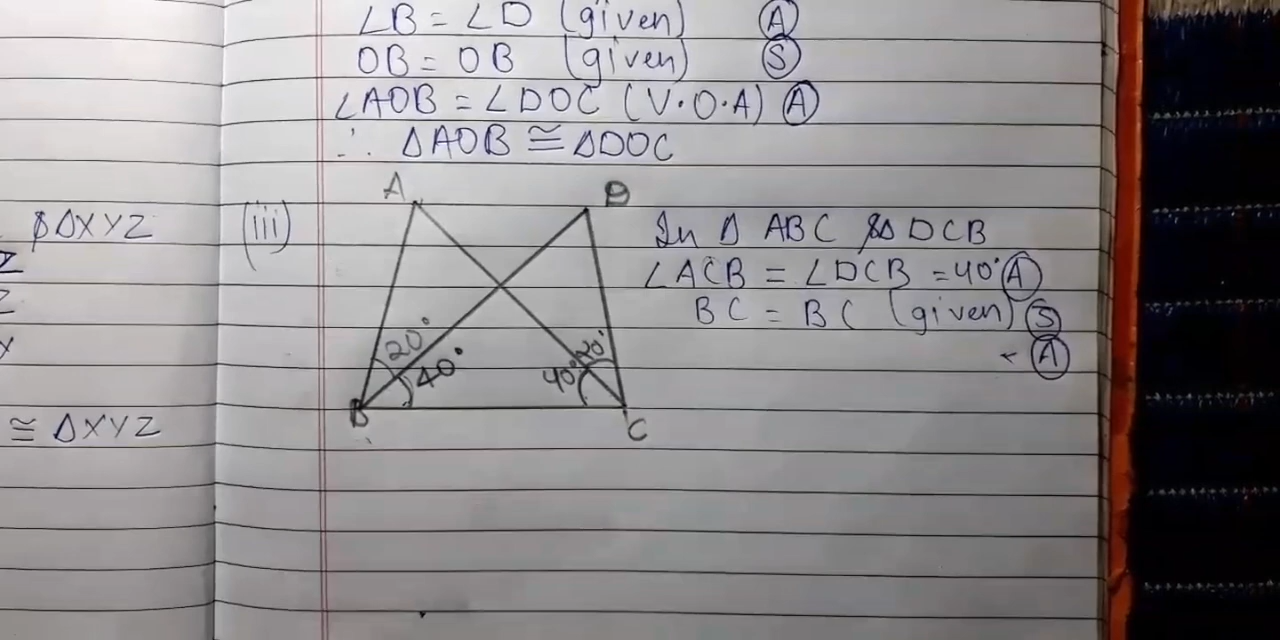 ∠B = ∠D (given) Ⓐ
OB = OB (given) Ⓢ
∠AOB = ∠DOC (V.O.A) Ⓐ
∴ ΔAOB ≅ ΔDOC
ΔXYZ
≅ ΔXYZ
(iii)
A
20°
40°
40°
20°
B
C
In Δ ABC & Δ DCB
∠ACB = ∠DCB = 40° Ⓐ
BC = BC (given) Ⓢ
Ⓐ